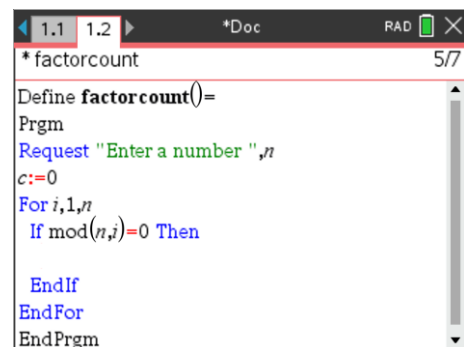 1.1 1.2 *Doc RAD
* factorcount 5/7
Define factorcount()=
Prgm
Request "Enter a number ",n
c:=0
For i,1,n
If mod(n,i)=0 Then
EndIf
EndFor
EndPrgm